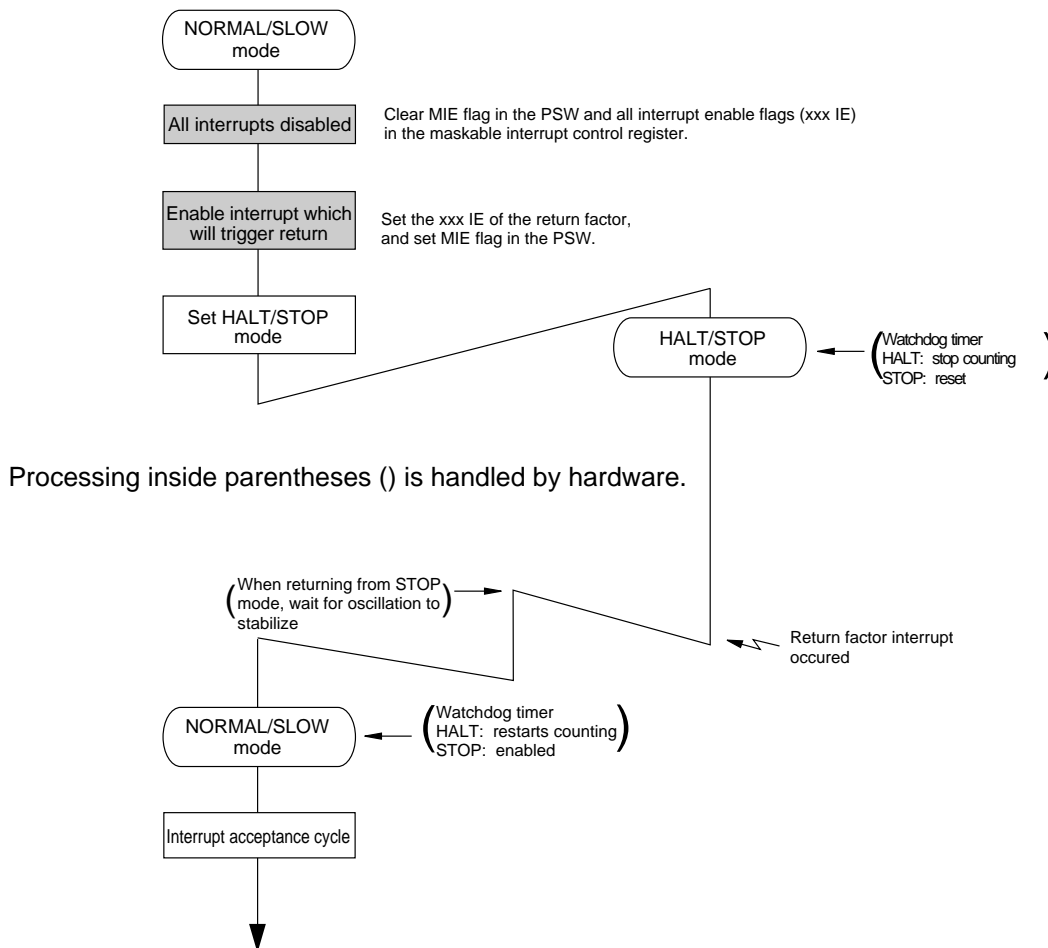 NORMAL/SLOW
mode
All interrupts disabled
Clear MIE flag in the PSW and all interrupt enable flags (xxx IE)
in the maskable interrupt control register.
Enable interrupt which
will trigger return
Set the xxx IE of the return factor,
and set MIE flag in the PSW.
Set HALT/STOP
mode
HALT/STOP
mode
(Watchdog timer
HALT: stop counting
STOP: reset)
Processing inside parentheses () is handled by hardware.
(When returning from STOP
mode, wait for oscillation to
stabilize)
Return factor interrupt
occured
NORMAL/SLOW
mode
(Watchdog timer
HALT: restarts counting
STOP: enabled)
Interrupt acceptance cycle